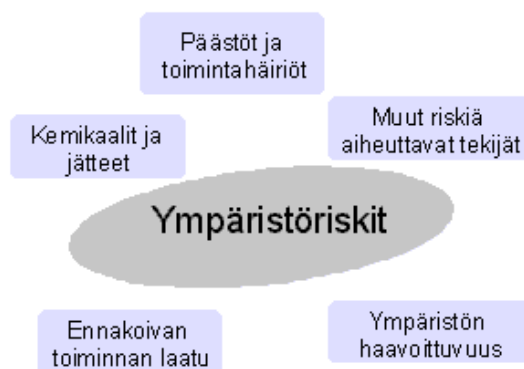 Päästöt ja
toimintahäiriöt
Muut riskiä
aiheuttavat tekijät
Kemikaalit ja
jätteet
Ympäristöriskit
Ennakoivan
toiminnan laatu
Ympäristön
haavoittuvuus